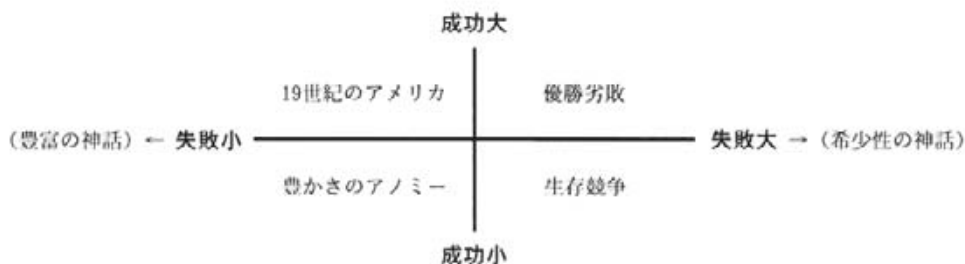 成功大
19世紀のアメリカ 優勝劣敗
(豊富の神話) ← 失敗小 失敗大 → (希少性の神話)
豊かさのアノミー 生存競争
成功小